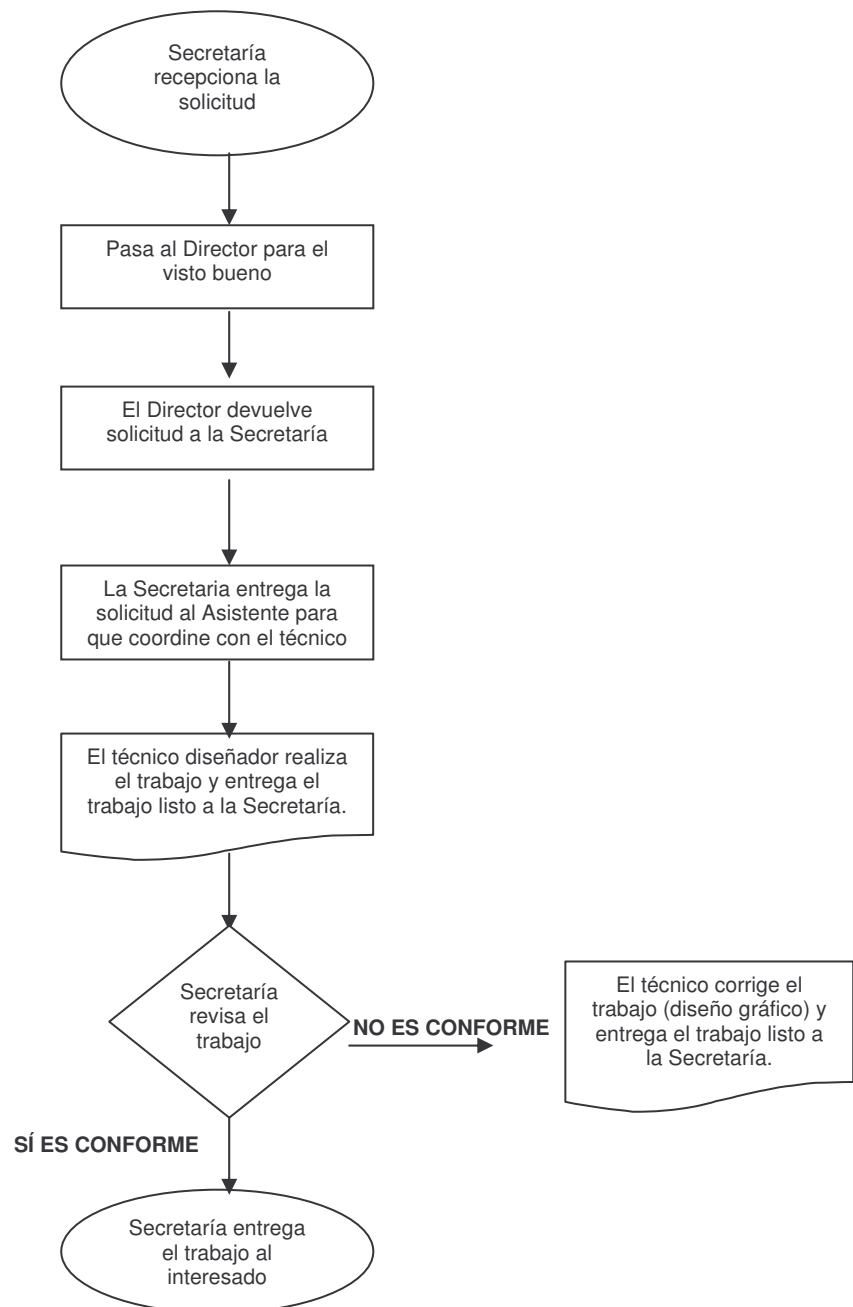 Secretaría
recepciona la
solicitud
Pasa al Director para el
visto bueno
El Director devuelve
solicitud a la Secretaría
La Secretaria entrega la
solicitud al Asistente para
que coordine con el técnico
El técnico diseñador realiza
el trabajo y entrega el
trabajo listo a la Secretaría.
Secretaría
revisa el
trabajo
NO ES CONFORME
El técnico corrige el
trabajo (diseño gráfico) y
entrega el trabajo listo a
la Secretaría.
SÍ ES CONFORME
Secretaría entrega
el trabajo al
interesado